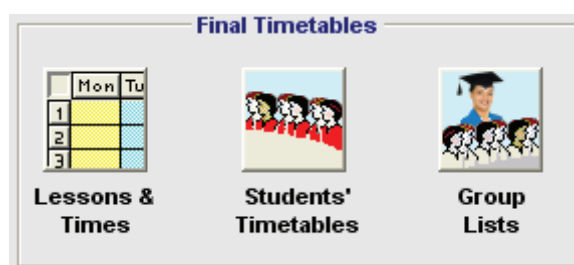 Final Timetables
Mon Tu
1
2
3
Lessons & Students' Group
Times Timetables Lists